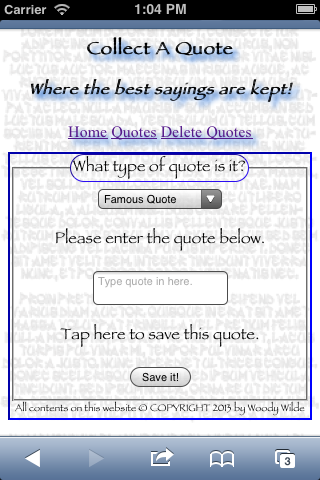 Carrier 1:04 PM
Collect A Quote
Where the best sayings are kept!
Home Quotes Delete Quotes
What type of quote is it?
Famous Quote
Please enter the quote below.
Type quote in here.
Tap here to save this quote.
Save it!
All contents on this website © COPYRIGHT 2013 by Woody Wilde
3